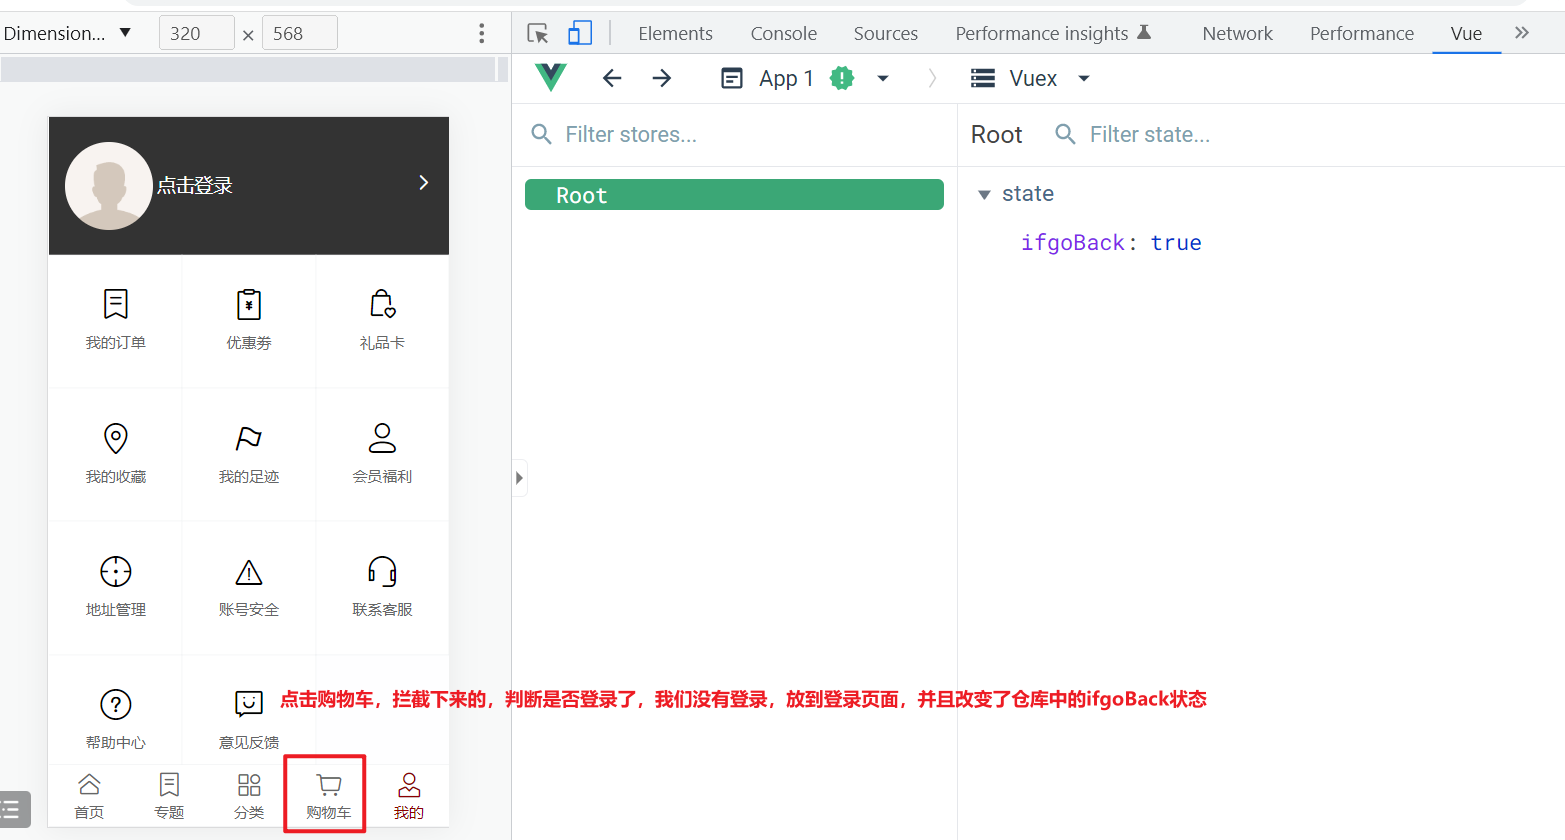 Dimension... ▼ 320 × 568
Elements Console Sources Performance insights Network Performance Vue
App 1 Vuex
Filter stores...
Root Filter state...
Root
state
ifgoBack: true
点击登录
我的订单 优惠券 礼品卡
我的收藏 我的足迹 会员福利
地址管理 账号安全 联系客服
点击购物车，拦截下来的，判断是否登录了，我们没有登录，放到登录页面，并且改变了仓库中的ifgoBack状态
帮助中心 意见反馈
首页 专题 分类 购物车 我的